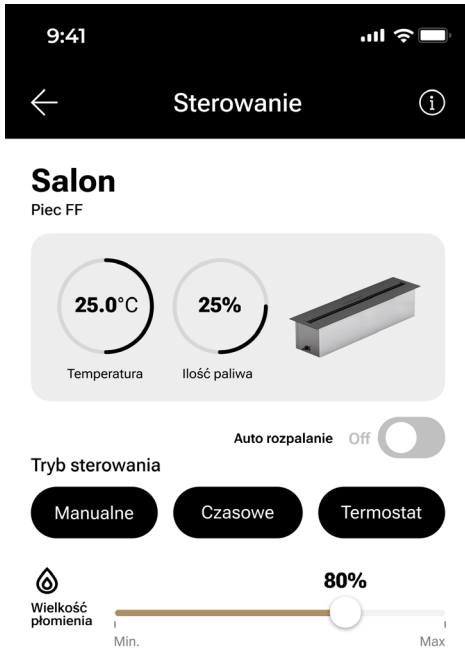 9:41
Sterowanie
Salon
Piec FF
25.0°C
25%
Temperatura
Ilość paliwa
Auto rozpalanie Off
Tryb sterowania
Manualne Czasowe Termostat
80%
Wielkość
płomienia
Min. Max